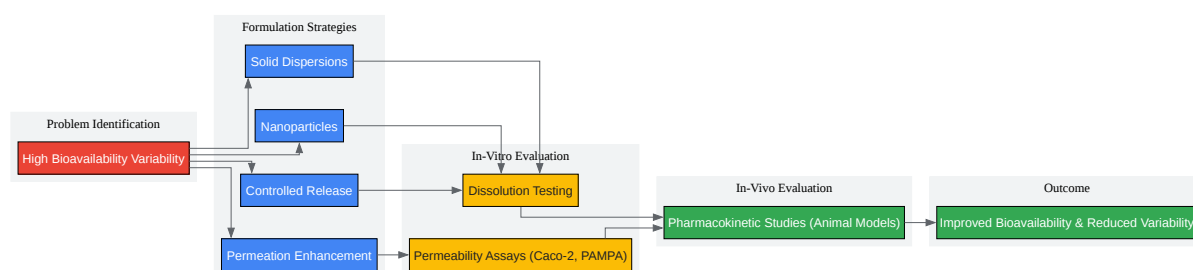 Formulation Strategies
Solid Dispersions
Problem Identification
Nanoparticles
High Bioavailability Variability
In-Vitro Evaluation
Controlled Release
Dissolution Testing
In-Vivo Evaluation
Outcome
Pharmacokinetic Studies (Animal Models)
Improved Bioavailability & Reduced Variability
Permeation Enhancement
Permeability Assays (Caco-2, PAMPA)